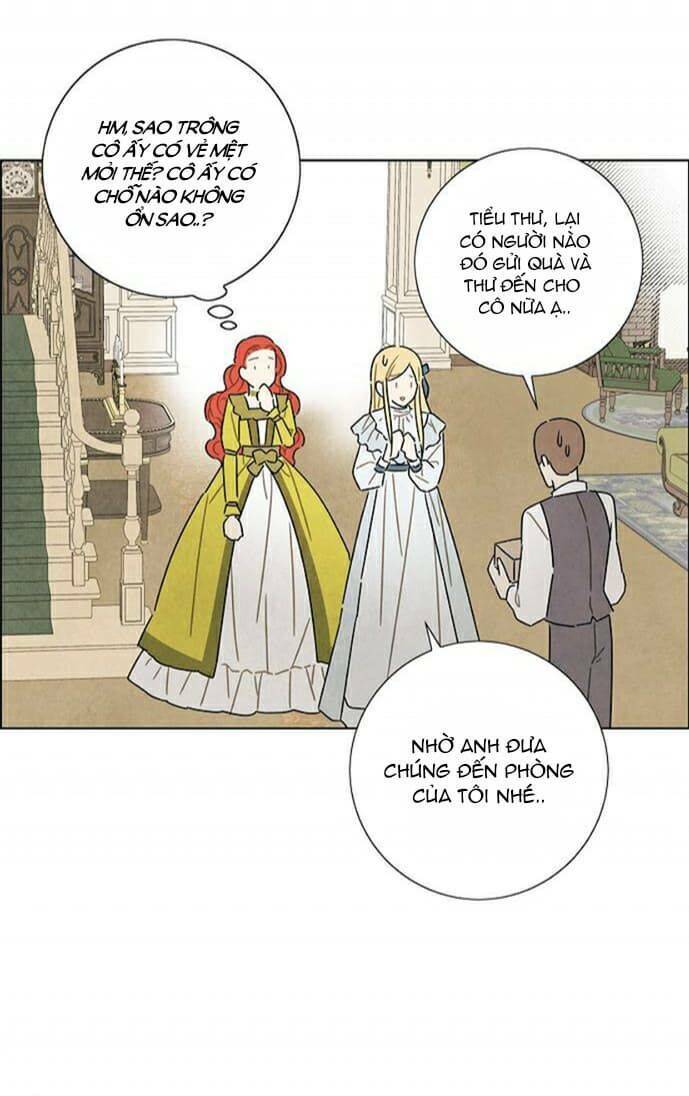 HM, SAO TRÔNG
CÔ ẤY CÓ VẺ MỆT
MỎI THẾ? CÔ ẤY CÓ
CHỖ NÀO KHÔNG
ỔN SAO..?
TIỂU THƯ, LẠI
CÓ NGƯỜI NÀO
ĐÓ GỬI QUÀ VÀ
THƯ ĐẾN CHO
CÔ NỮA Ạ..
NHỜ ANH ĐƯA
CHÚNG ĐẾN PHÒNG
CỦA TÔI NHÉ..